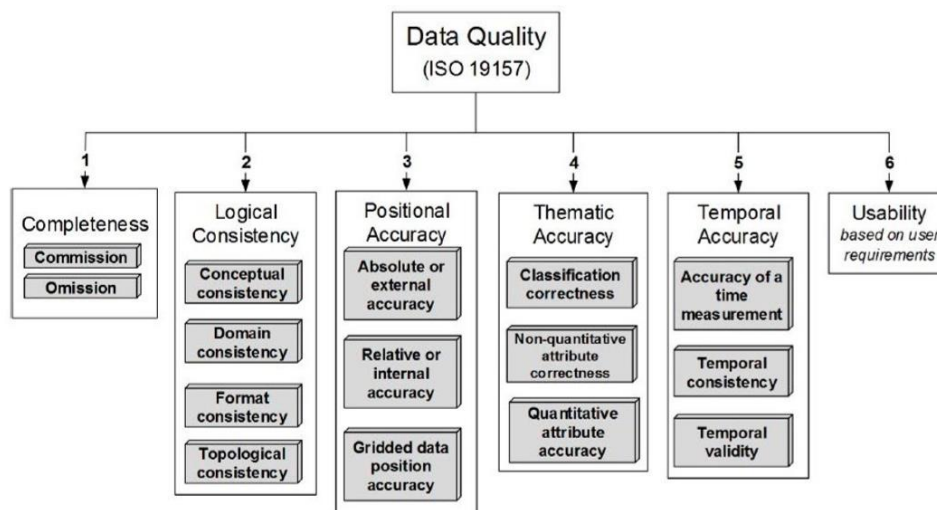 Data Quality
(ISO 19157)
1
2
3
4
5
6
Completeness
Commission
Omission
Logical
Consistency
Conceptual
consistency
Domain
consistency
Format
consistency
Topological
consistency
Positional
Accuracy
Absolute or
external
accuracy
Relative or
internal
accuracy
Gridded data
position
accuracy
Thematic
Accuracy
Classification
correctness
Non-quantitative
attribute
correctness
Quantitative
attribute
accuracy
Temporal
Accuracy
Accuracy of a
time
measurement
Temporal
consistency
Temporal
validity
Usability
based on user
requirements